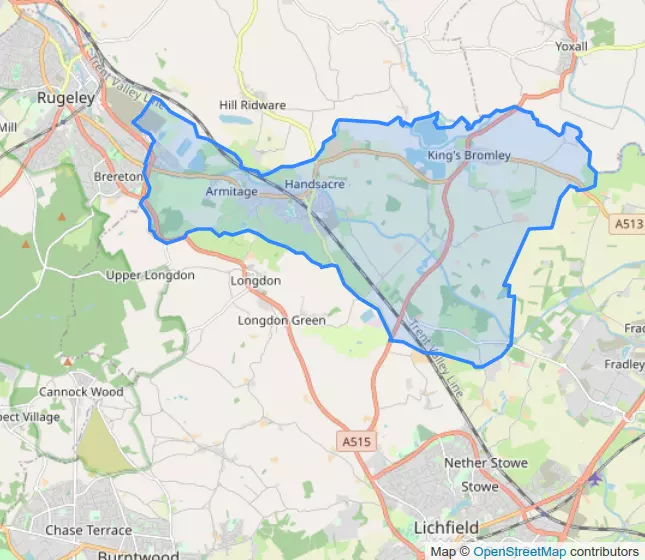 Yoxall
Trent Valley Line
Rugeley
Hill Ridware
Mill
King's Bromley
Brereton
Armitage
Handsacre
A513
Upper Longdon
Longdon
Longdon Green
Trent Valley Line
Frad
Fradley
Cannock Wood
pect Village
A515
Nether Stowe
Stowe
Chase Terrace
Lichfield
Burntwood
Map © OpenStreetMap contributors